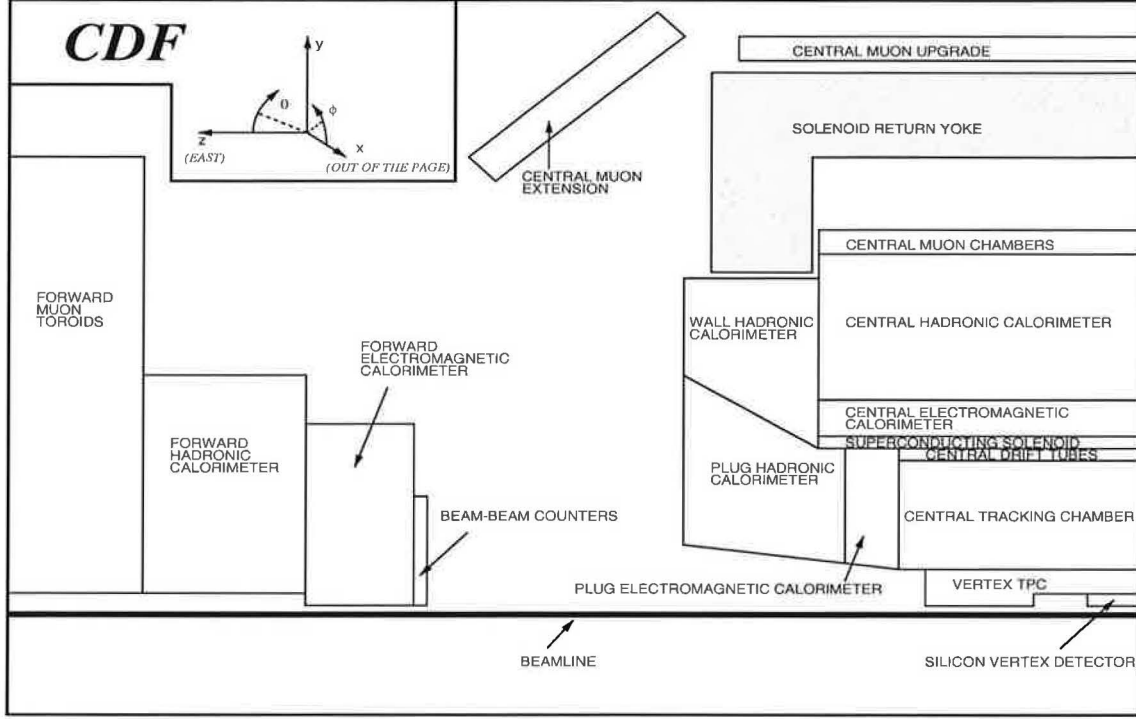 CDF
y
θ
φ
z
x
(EAST)
(OUT OF THE PAGE)
CENTRAL MUON
EXTENSION
CENTRAL MUON UPGRADE
SOLENOID RETURN YOKE
CENTRAL MUON CHAMBERS
FORWARD
MUON
TOROIDS
WALL HADRONIC
CALORIMETER
CENTRAL HADRONIC CALORIMETER
FORWARD
ELECTROMAGNETIC
CALORIMETER
CENTRAL ELECTROMAGNETIC
CALORIMETER
SUPERCONDUCTING SOLENOID
CENTRAL DRIFT TUBES
FORWARD
HADRONIC
CALORIMETER
PLUG HADRONIC
CALORIMETER
BEAM-BEAM COUNTERS
CENTRAL TRACKING CHAMBER
PLUG ELECTROMAGNETIC CALORIMETER
VERTEX TPC
BEAMLINE
SILICON VERTEX DETECTOR